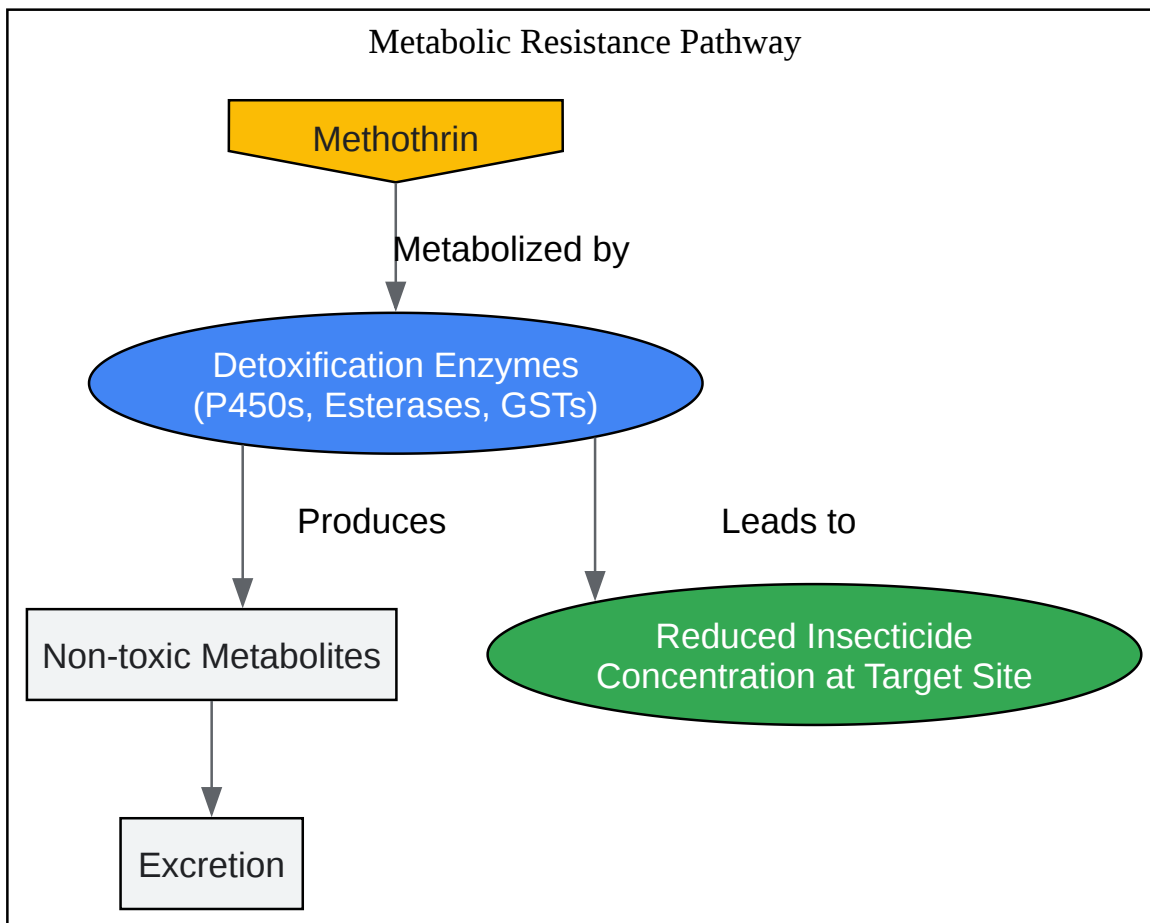 Metabolic Resistance Pathway
Methothrin
Metabolized by
Detoxification Enzymes
(P450s, Esterases, GSTs)
Produces
Leads to
Non-toxic Metabolites
Reduced Insecticide
Concentration at Target Site
Excretion